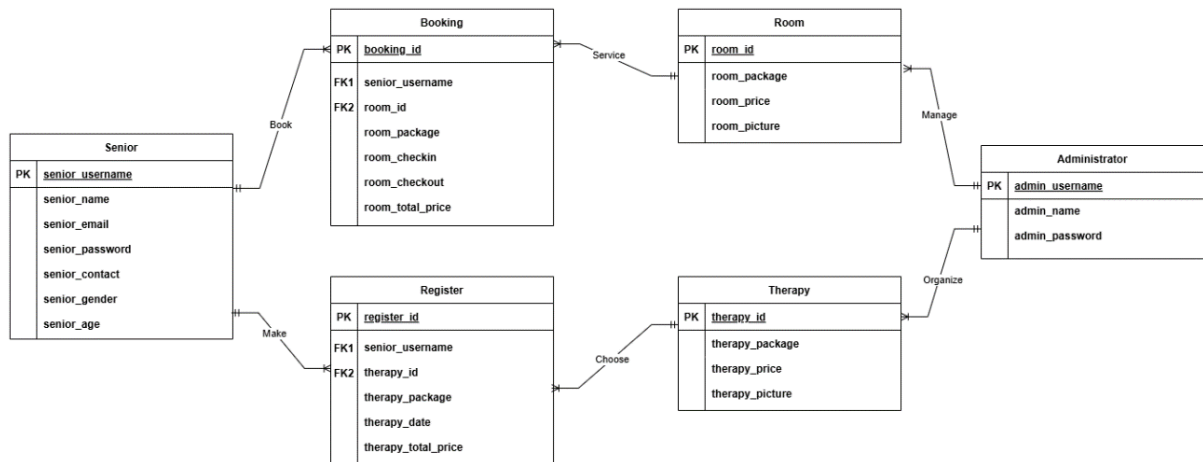 Booking
PK booking_id
FK1 senior_username
FK2 room_id
room_package
room_checkin
room_checkout
room_total_price
Room
PK room_id
room_package
room_price
room_picture
Service
Book
Manage
Senior
PK senior_username
senior_name
senior_email
senior_password
senior_contact
senior_gender
senior_age
Administrator
PK admin_username
admin_name
admin_password
Register
PK register_id
FK1 senior_username
FK2 therapy_id
therapy_package
therapy_date
therapy_total_price
Therapy
PK therapy_id
therapy_package
therapy_price
therapy_picture
Organize
Make
Choose